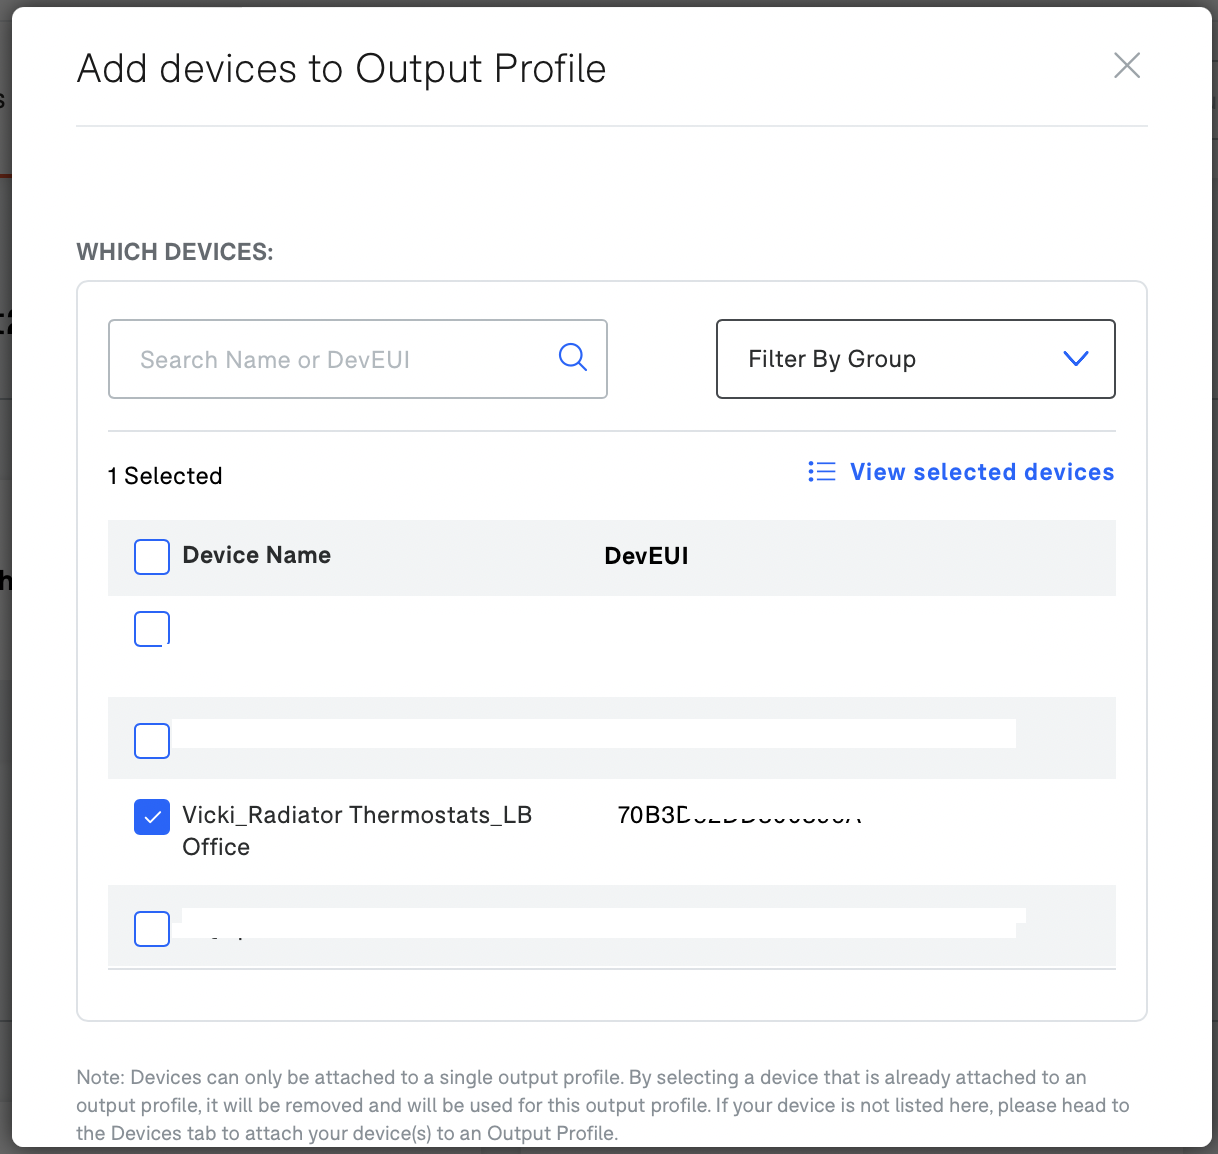 Add devices to Output Profile
WHICH DEVICES:
Search Name or DevEUI
Filter By Group
1 Selected
View selected devices
Device Name
DevEUI
Vicki_Radiator Thermostats_LB
Office
Note: Devices can only be attached to a single output profile. By selecting a device that is already attached to an
output profile, it will be removed and will be used for this output profile. If your device is not listed here, please head to
the Devices tab to attach your device(s) to an Output Profile.